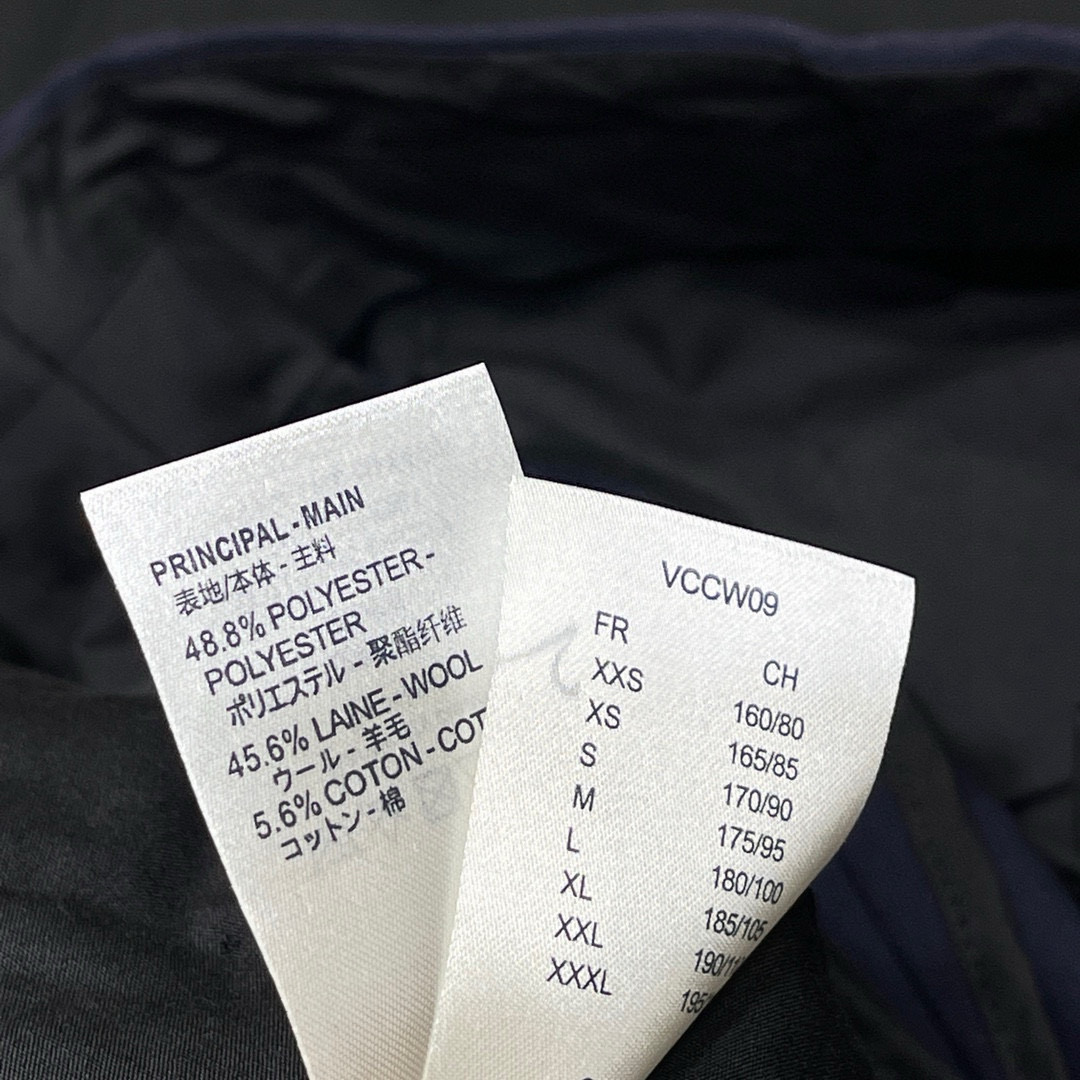 PRINCIPAL-MAIN
表地/本体-主料
48.8% POLYESTER-
POLYESTER
ポリエステル-聚酯纤维
45.6% LAINE-WOOL
ウール-羊毛
5.6% COTON-COT
コットン-棉
VCCW09
FR CH
XXS 160/80
XS 165/85
S 170/90
M 175/95
L 180/100
XL 185/105
XXL
XXXL